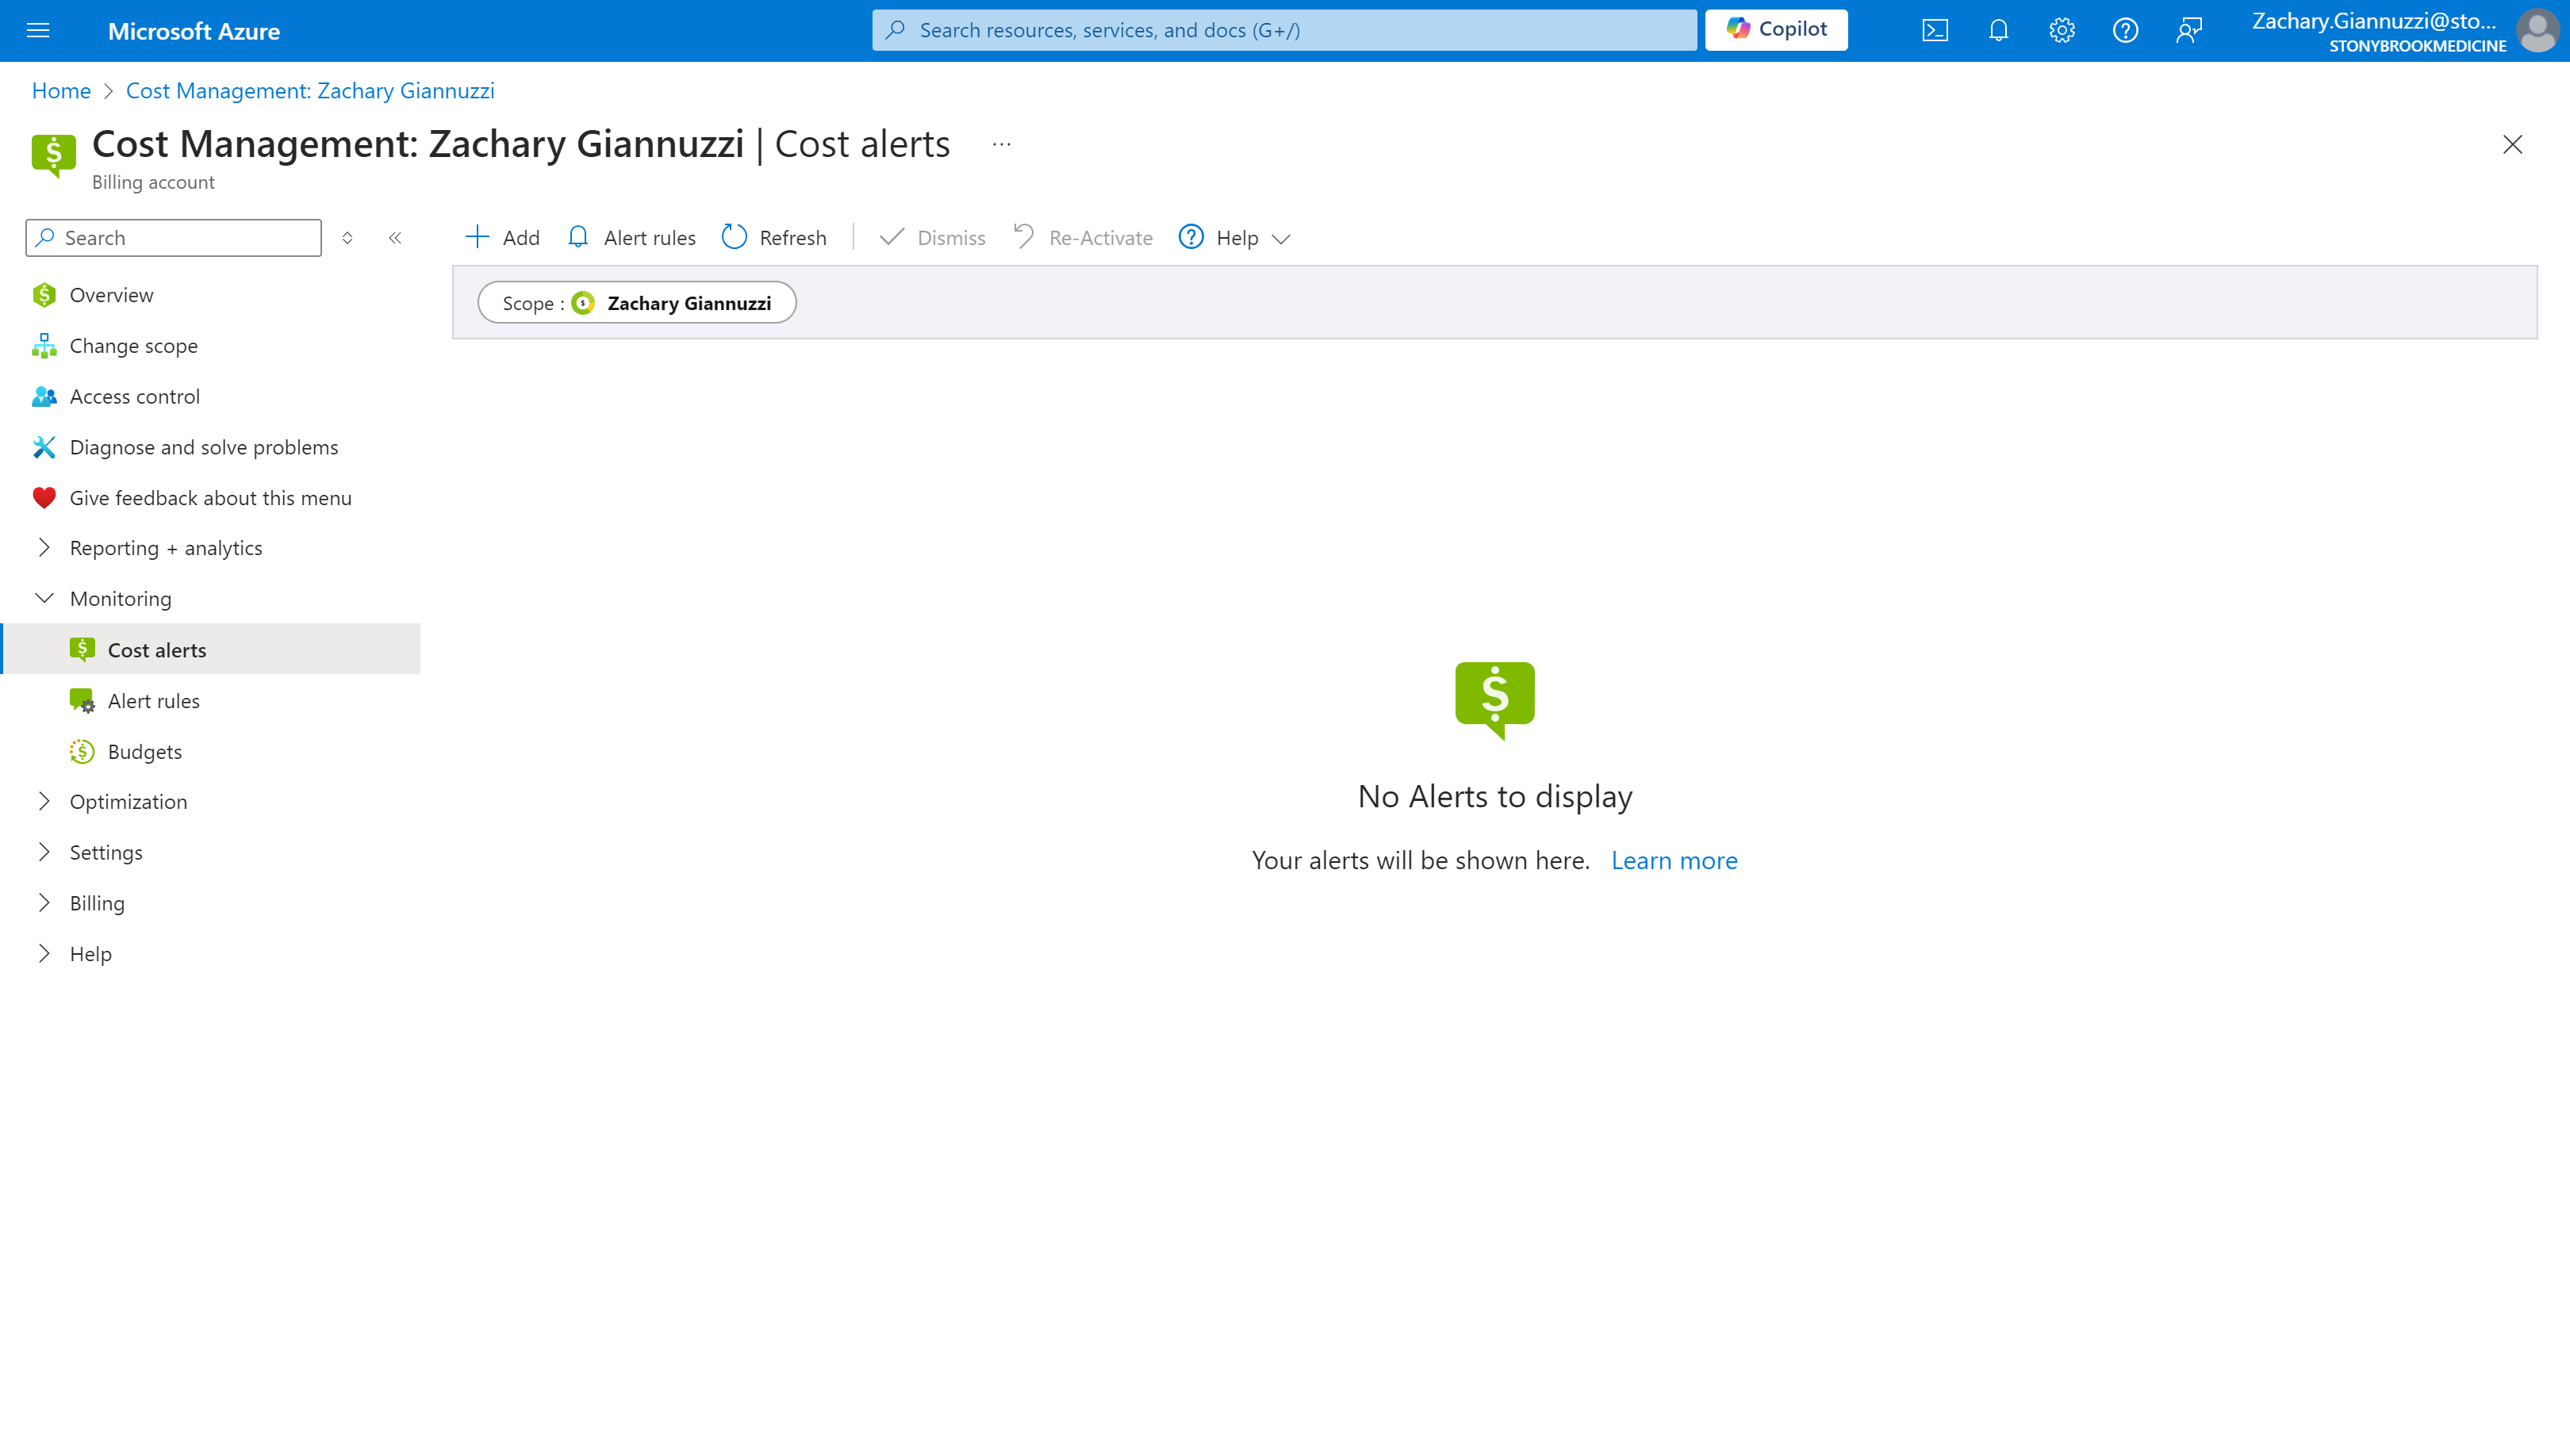 Microsoft Azure
Search resources, services, and docs (G+/)
Copilot
Zachary.Giannuzzi@sto...
STONYBROOKMEDICINE
Home > Cost Management: Zachary Giannuzzi
Cost Management: Zachary Giannuzzi | Cost alerts ...
Billing account
Search
Add
Alert rules
Refresh
Dismiss
Re-Activate
Help
Scope : Zachary Giannuzzi
Overview
Change scope
Access control
Diagnose and solve problems
Give feedback about this menu
Reporting + analytics
Monitoring
Cost alerts
Alert rules
Budgets
Optimization
Settings
Billing
Help
No Alerts to display
Your alerts will be shown here. Learn more